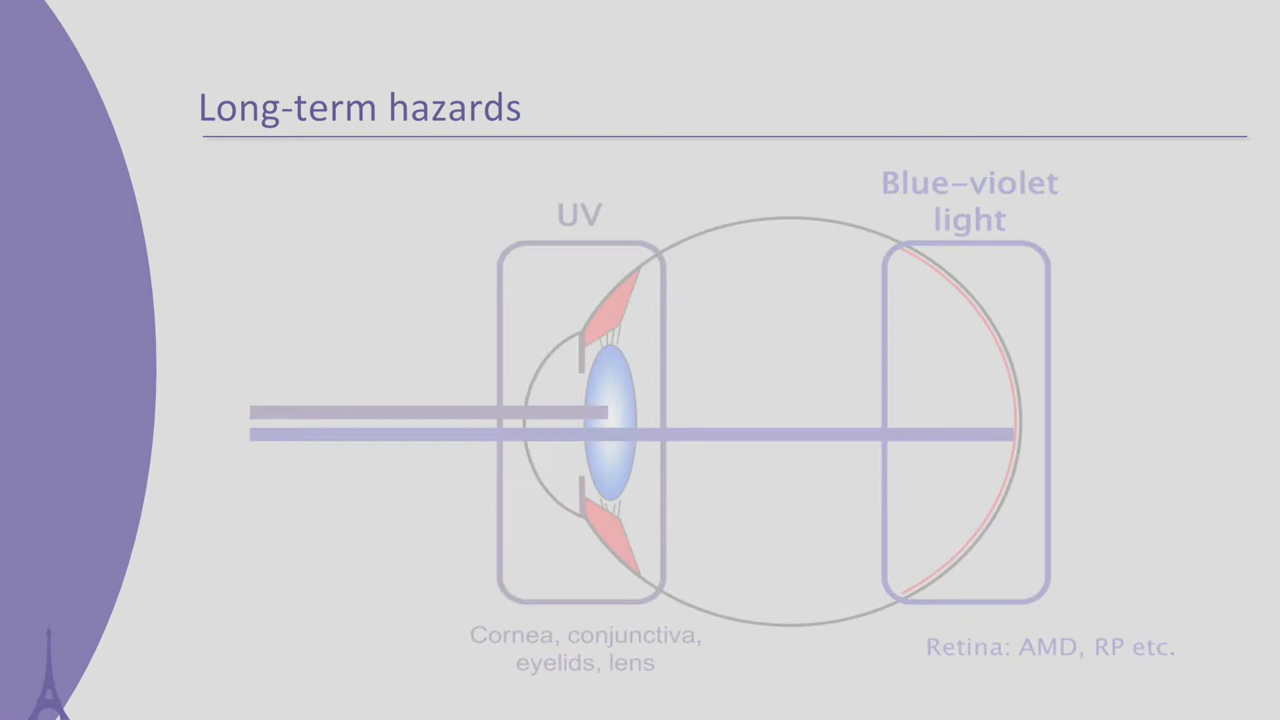 Long-term hazards
UV
Blue-violet
light
Cornea, conjunctiva,
eyelids, lens
Retina: AMD, RP etc.